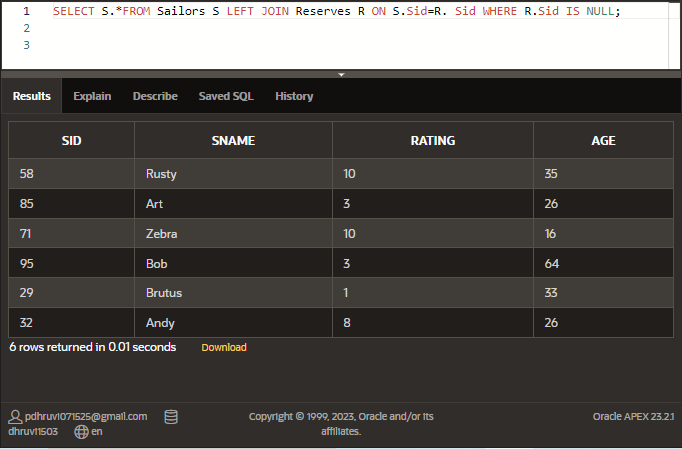 1 SELECT S.*FROM Sailors S LEFT JOIN Reserves R ON S.Sid=R. Sid WHERE R.Sid IS NULL;
2
3
Results Explain Describe Saved SQL History
SID SNAME RATING AGE
58 Rusty 10 35
85 Art 3 26
71 Zebra 10 16
95 Bob 3 64
29 Brutus 1 33
32 Andy 8 26
6 rows returned in 0.01 seconds Download
pdhruv1071525@gmail.com
dhruv11503 en
Copyright © 1999, 2023, Oracle and/or its
affiliates.
Oracle APEX 23.2.1